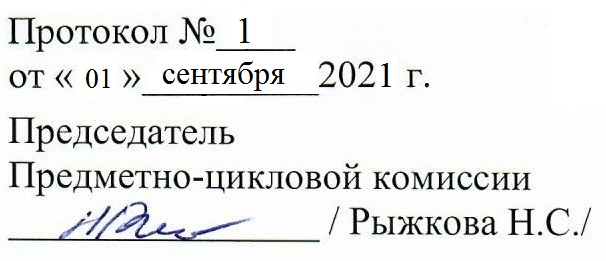 Протокол № 1
от « 01 » сентября 2021 г.
Председатель
Предметно-цикловой комиссии
/ Рыжкова Н.С./